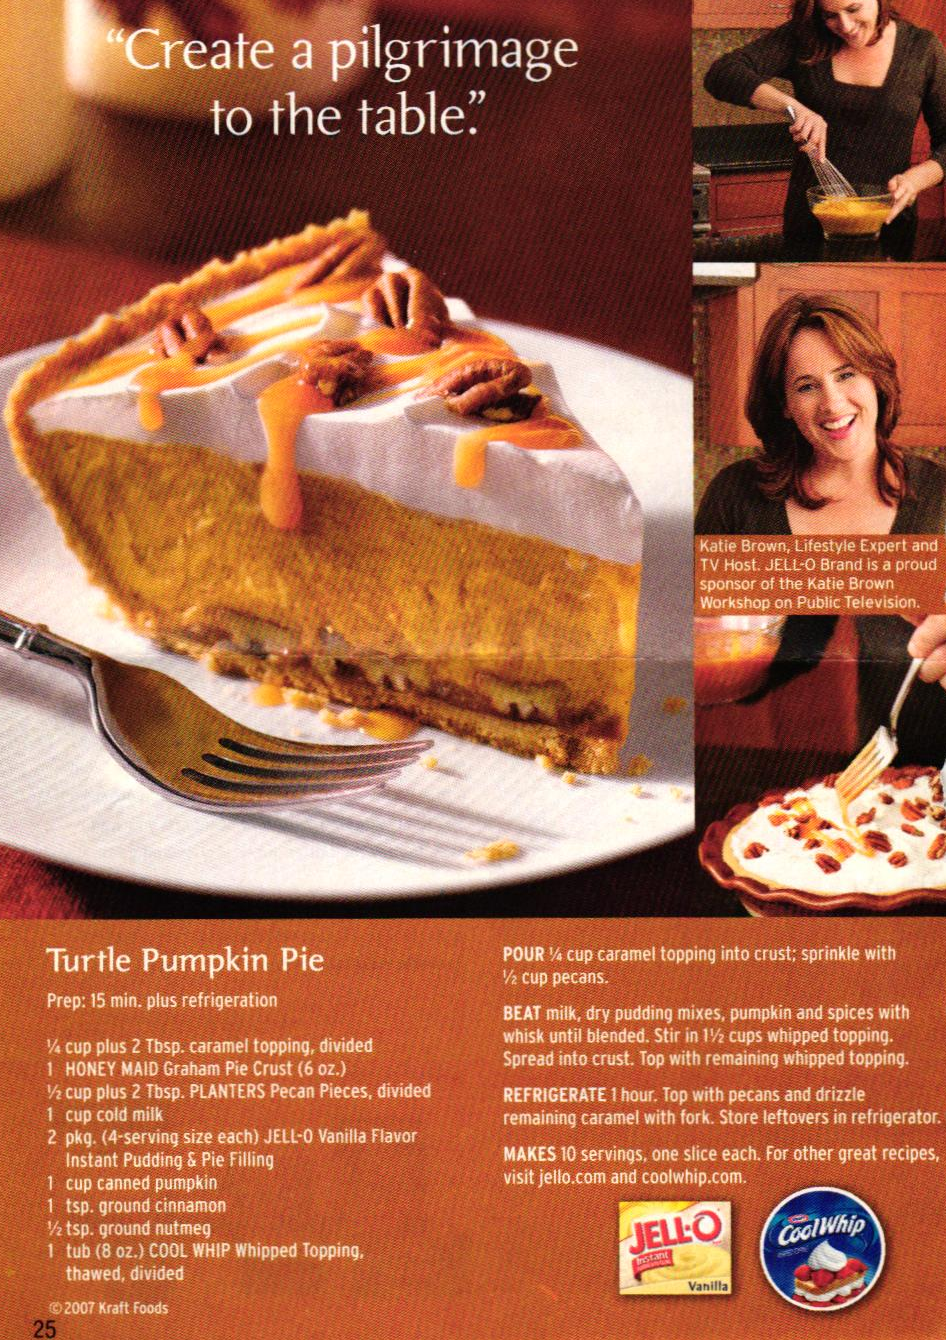 “Create a pilgrimage
to the table.”
Katie Brown, Lifestyle Expert and
TV Host. JELL-O Brand is a proud
sponsor of the Katie Brown
Workshop on Public Television.
Turtle Pumpkin Pie
Prep: 15 min. plus refrigeration
¼ cup plus 2 Tbsp. caramel topping, divided
1 HONEY MAID Graham Pie Crust (6 oz.)
½ cup plus 2 Tbsp. PLANTERS Pecan Pieces, divided
1 cup cold milk
2 pkg. (4-serving size each) JELL-O Vanilla Flavor
Instant Pudding & Pie Filling
1 cup canned pumpkin
1 tsp. ground cinnamon
½ tsp. ground nutmeg
1 tub (8 oz.) COOL WHIP Whipped Topping,
thawed, divided
©2007 Kraft Foods
25
POUR ¼ cup caramel topping into crust; sprinkle with
½ cup pecans.
BEAT milk, dry pudding mixes, pumpkin and spices with
whisk until blended. Stir in 1½ cups whipped topping.
Spread into crust. Top with remaining whipped topping.
REFRIGERATE 1 hour. Top with pecans and drizzle
remaining caramel with fork. Store leftovers in refrigerator.
MAKES 10 servings, one slice each. For other great recipes,
visit jello.com and coolwhip.com.
JELL-O
Instant
Vanilla
Cool Whip